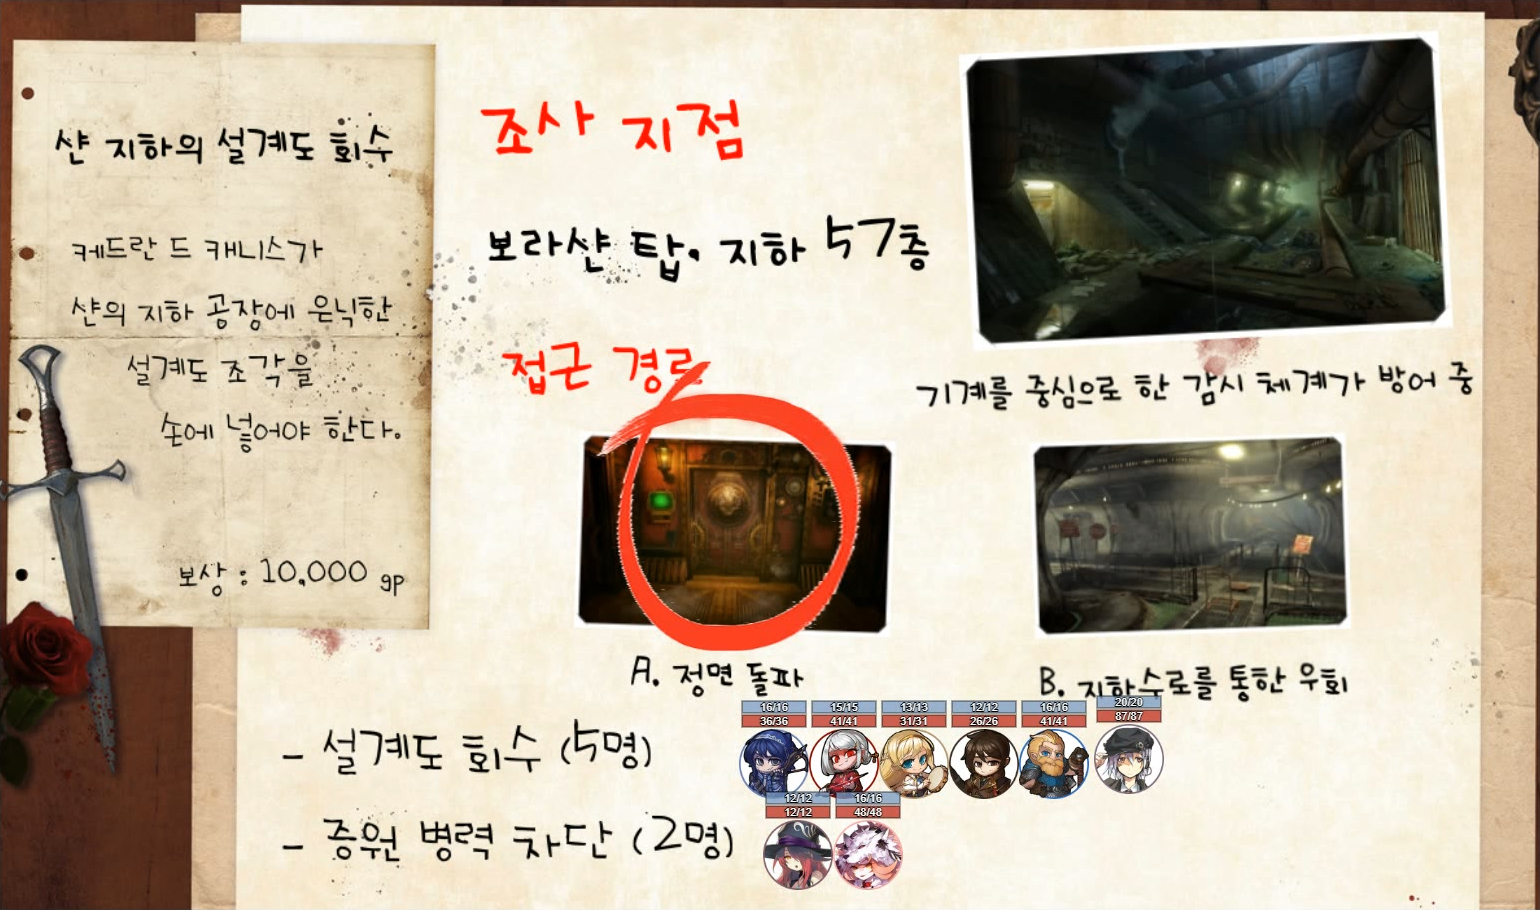 샨 지하의 설계도 회수
케드란 드 캐니스가
샨의 지하 공장에 은닉한
설계도 조각을
손에 넣어야 한다.
보상 : 10,000 gp
조사 지점
보라샨 탑. 지하 57층
기계를 중심으로 한 감시 체계가 방어 중
접근 경로
A. 정면 돌파
B. 지하수로를 통한 우회
- 설계도 회수 (5명)
16/16 15/15 13/13 12/12 16/16 20/20
36/36 41/41 31/31 26/26 41/41 87/87
- 증원 병력 차단 (2명)
12/12 16/16
12/12 48/48